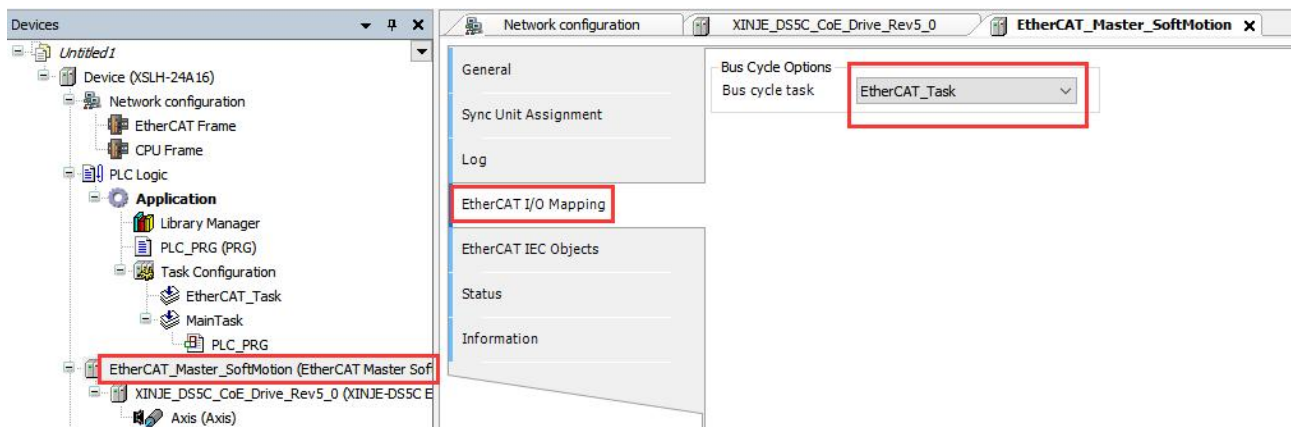 Devices
Untitled1
Device (XSLH-24A16)
Network configuration
EtherCAT Frame
CPU Frame
PLC Logic
Application
Library Manager
PLC_PRG (PRG)
Task Configuration
EtherCAT_Task
MainTask
PLC_PRG
EtherCAT_Master_SoftMotion (EtherCAT Master Sof
XINJE_DS5C_CoE_Drive_Rev5_0 (XINJE-DS5C E
Axis (Axis)
Network configuration
XINJE_DS5C_CoE_Drive_Rev5_0
EtherCAT_Master_SoftMotion
General
Sync Unit Assignment
Log
EtherCAT I/O Mapping
EtherCAT IEC Objects
Status
Information
Bus Cycle Options
Bus cycle task
EtherCAT_Task